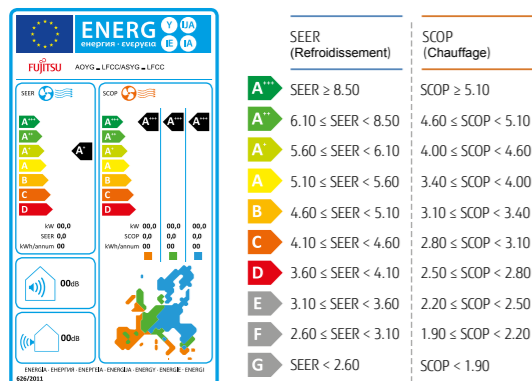 ENERG Y IJA
енергия · ενεργεια IE IA
FUJITSU AOYG - LFCC/ASYG - LFCC
SEER SCOP
A+++ A+++ A+++ A+++ A+++
A++ A++
A+ A+ A+
A A
B B
C C
D D
kW 00,0 kW 00,0 00,0 00,0
SEER 0,0 SCOP 0,0 0,0 0,0
kWh/annum 00 kWh/annum 00 00 00
00dB
00dB
ENERGIA · ЕНЕРГИЯ · ΕΝΕΡΓΕΙΑ · ENERGIJA · ENERGY · ENERGIE · ENERGI
626/2011
SEER SCOP
(Refroidissement) (Chauffage)
A+++ SEER ≥ 8.50 SCOP ≥ 5.10
A++ 6.10 ≤ SEER < 8.50 4.60 ≤ SCOP < 5.10
A+ 5.60 ≤ SEER < 6.10 4.00 ≤ SCOP < 4.60
A 5.10 ≤ SEER < 5.60 3.40 ≤ SCOP < 4.00
B 4.60 ≤ SEER < 5.10 3.10 ≤ SCOP < 3.40
C 4.10 ≤ SEER < 4.60 2.80 ≤ SCOP < 3.10
D 3.60 ≤ SEER < 4.10 2.50 ≤ SCOP < 2.80
E 3.10 ≤ SEER < 3.60 2.20 ≤ SCOP < 2.50
F 2.60 ≤ SEER < 3.10 1.90 ≤ SCOP < 2.20
G SEER < 2.60 SCOP < 1.90